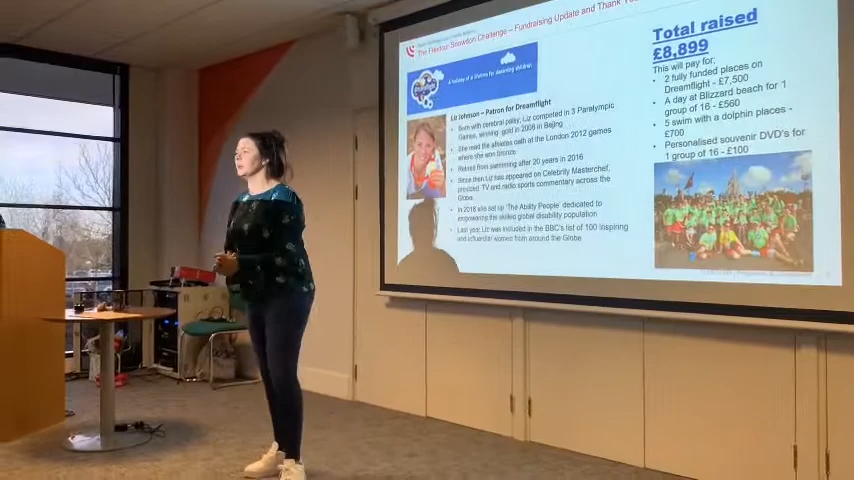 The Flexitour Snowdon Challenge – Fundraising Update and Thank You
A holiday of a lifetime for deserving children
Dreamflight
Liz Johnson – Patron for Dreamflight
• Born with cerebral palsy, Liz competed in 3 Paralympic
Games, winning gold in 2008 in Beijing
• She read the athletes oath at the London 2012 games
where she won bronze
• Retired from swimming after 20 years in 2016
• Since then Liz has appeared on Celebrity Masterchef,
provided TV and radio sports commentary across the
Globe
• In 2018 she set up 'The Ability People' dedicated to
empowering the skilled global disability population
• Last year, Liz was included in the BBC's list of 100 inspiring
and influential women from around the Globe
Total raised
£8,899
This will pay for:
• 2 fully funded places on
Dreamflight - £7,500
• A day at Blizzard beach for 1
group of 16 - £560
• 5 swim with a dolphin places -
£700
• Personalised souvenir DVD's for
1 group of 16 - £100